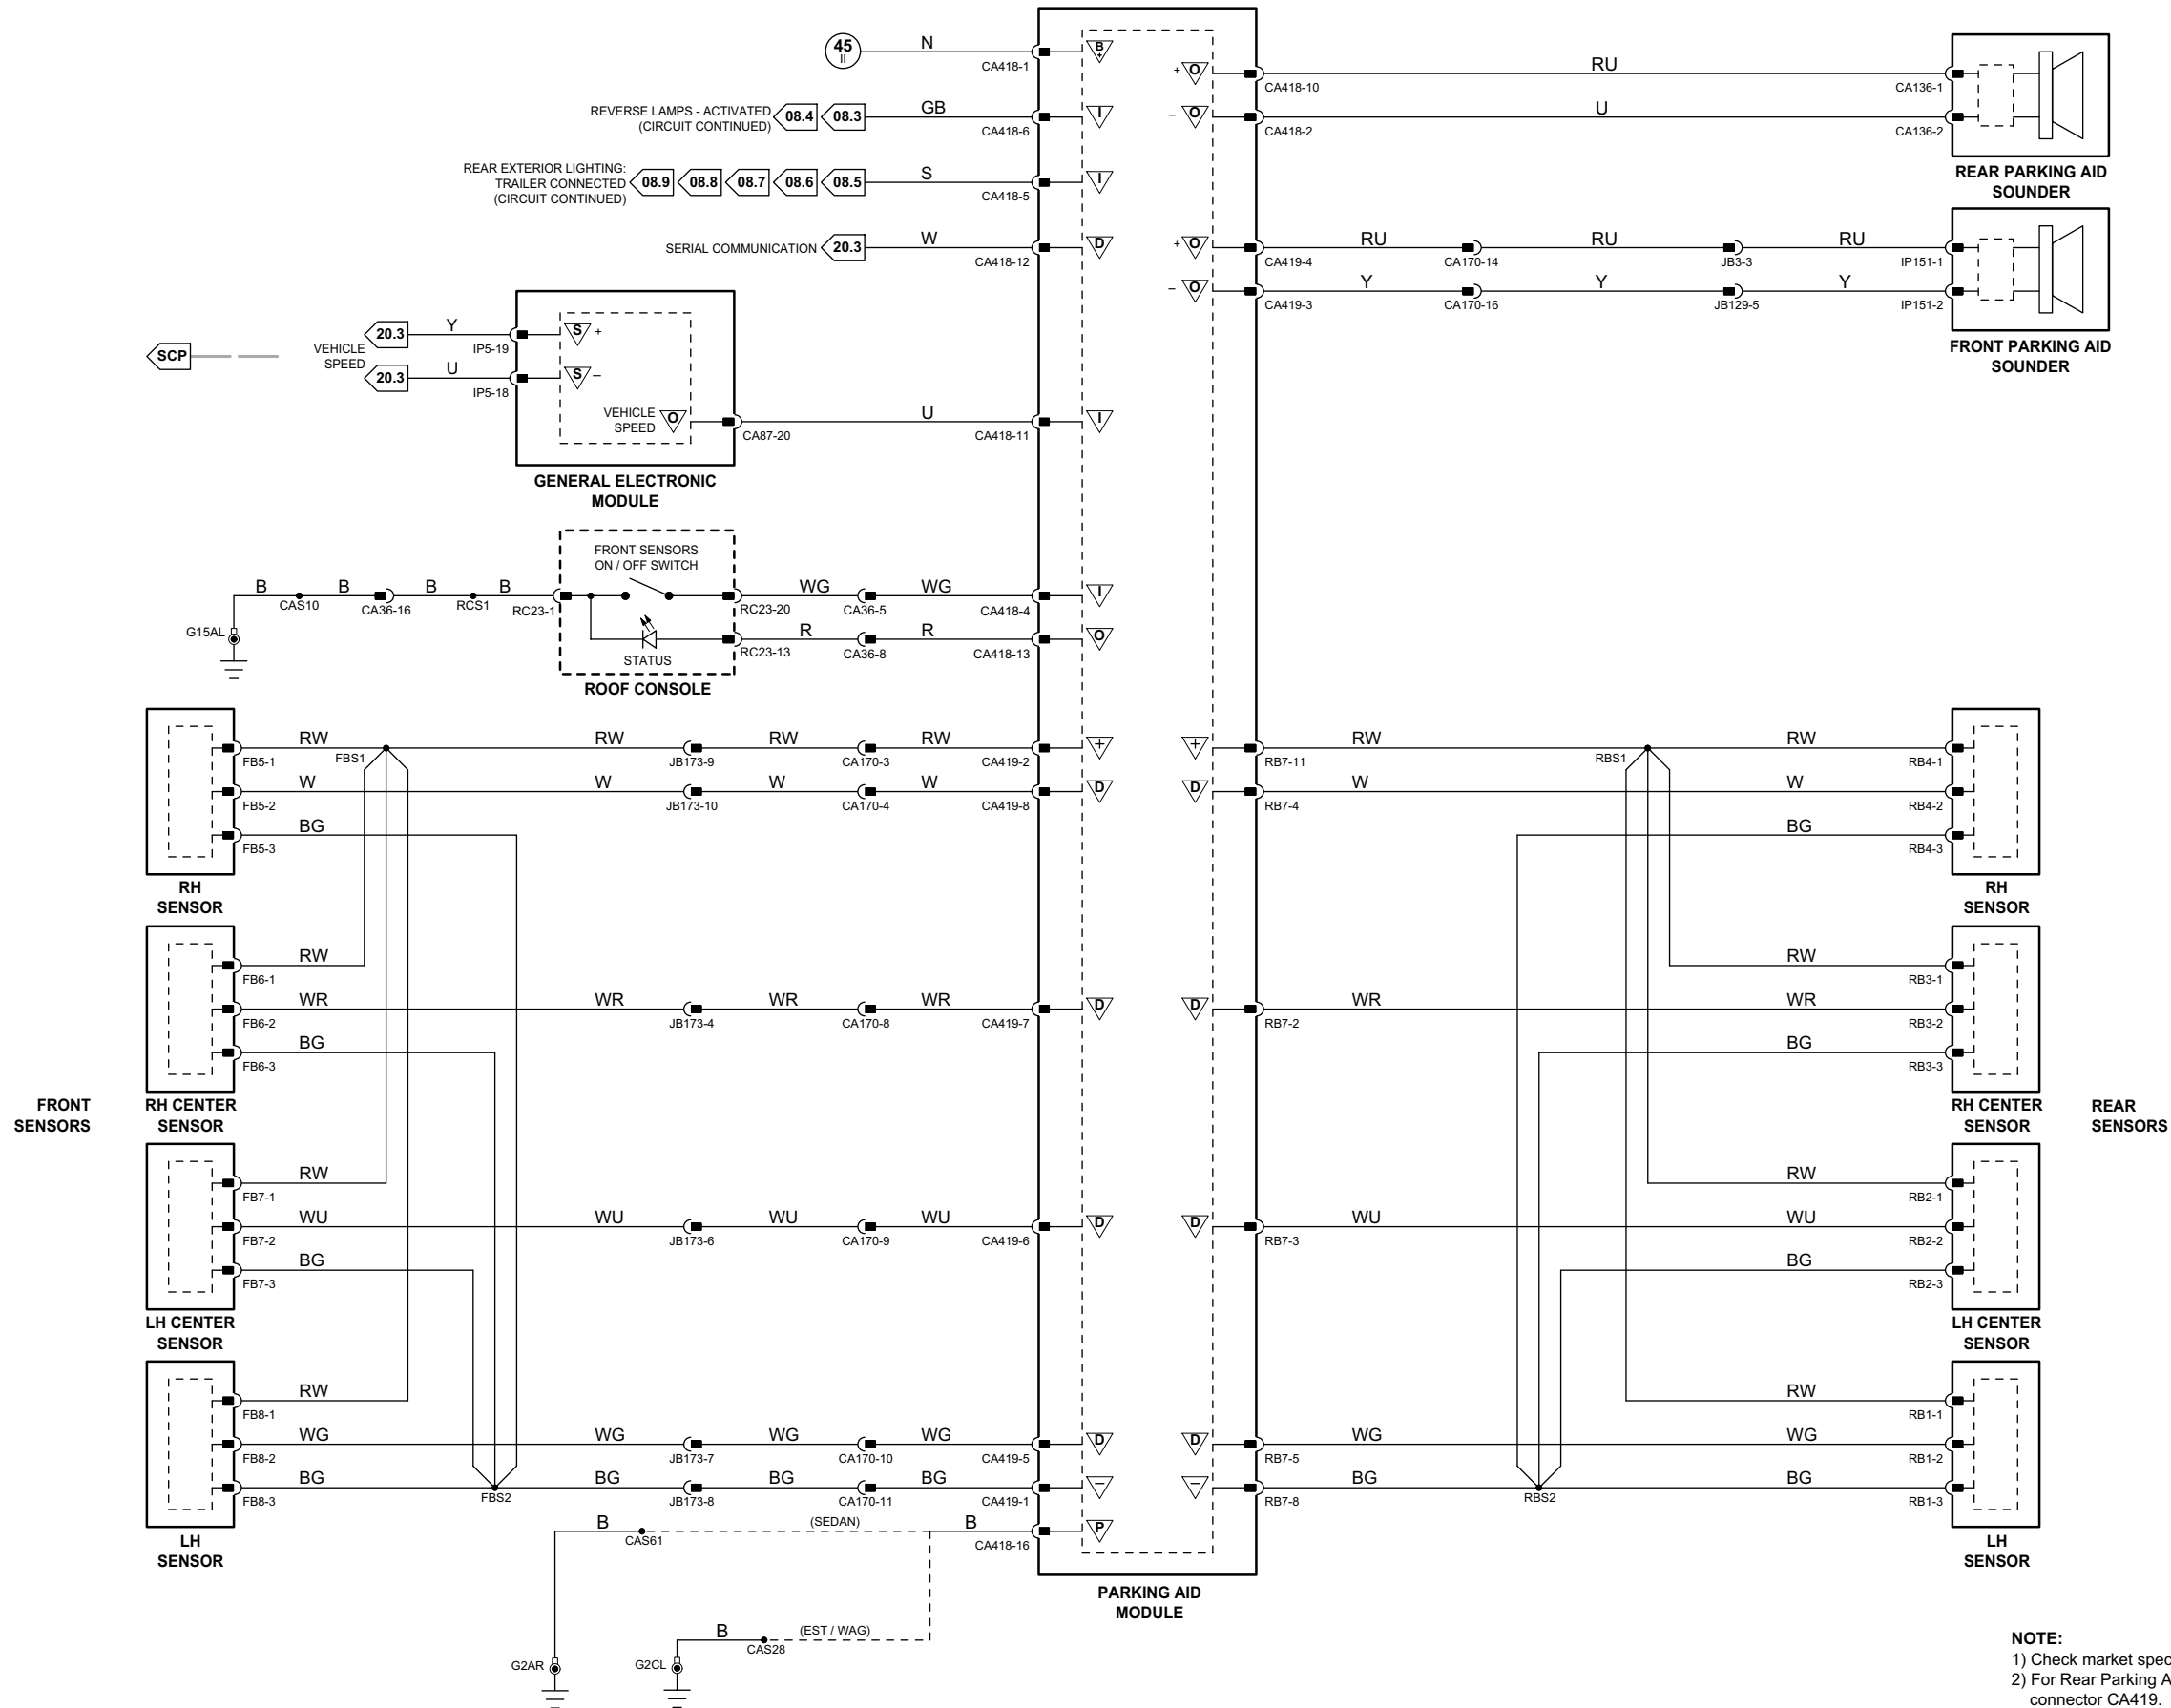 45
II
N
CA418-1
REVERSE LAMPS - ACTIVATED
(CIRCUIT CONTINUED)
08.4
08.3
GB
CA418-6
REAR EXTERIOR LIGHTING:
TRAILER CONNECTED
(CIRCUIT CONTINUED)
08.9
08.8
08.7
08.6
08.5
S
CA418-5
SERIAL COMMUNICATION
20.3
W
CA418-12
B
+
I
I
D
+ O
CA418-10
RU
CA136-1
– O
CA418-2
U
CA136-2
REAR PARKING AID
SOUNDER
+ O
CA419-4
RU
CA170-14
RU
JB3-3
RU
IP151-1
– O
CA419-3
Y
CA170-16
Y
JB129-5
Y
IP151-2
FRONT PARKING AID
SOUNDER
SCP
VEHICLE
SPEED
20.3
Y
IP5-19
S +
20.3
U
IP5-18
S –
VEHICLE
SPEED
O
CA87-20
U
CA418-11
I
GENERAL ELECTRONIC
MODULE
FRONT SENSORS
ON / OFF SWITCH
G15AL
B
CAS10
B
CA36-16
B
RCS1
B
RC23-1
RC23-20
WG
CA36-5
WG
CA418-4
I
STATUS
RC23-13
R
CA36-8
R
CA418-13
O
ROOF CONSOLE
FB5-1
RW
FBS1
RW
JB173-9
RW
CA170-3
RW
CA419-2
+
FB5-2
W
W
JB173-10
W
CA170-4
W
CA419-8
D
FB5-3
BG
RH
SENSOR
FB6-1
RW
FB6-2
WR
WR
JB173-4
WR
CA170-8
WR
CA419-7
D
FB6-3
BG
FRONT
SENSORS
RH CENTER
SENSOR
FB7-1
RW
FB7-2
WU
WU
JB173-6
WU
CA170-9
WU
CA419-6
D
FB7-3
BG
LH CENTER
SENSOR
FB8-1
RW
FB8-2
WG
WG
JB173-7
WG
CA170-10
WG
CA419-5
D
FB8-3
BG
FBS2
BG
JB173-8
BG
CA170-11
BG
CA419-1
–
LH
SENSOR
B
CAS61
(SEDAN)
B
CA418-16
P
B
CAS28
(EST / WAG)
G2AR
G2CL
PARKING AID
MODULE
+
RB7-11
RW
RBS1
RW
RB4-1
D
RB7-4
W
W
RB4-2
BG
RB4-3
RH
SENSOR
RW
RB3-1
D
RB7-2
WR
WR
RB3-2
BG
RB3-3
RH CENTER
SENSOR
REAR
SENSORS
RW
RB2-1
D
RB7-3
WU
WU
RB2-2
BG
RB2-3
LH CENTER
SENSOR
RW
RB1-1
D
RB7-5
WG
WG
RB1-2
–
RB7-8
BG
RBS2
BG
RB1-3
LH
SENSOR
NOTE:
1) Check market
2) For Rear Parking
connector CA419.